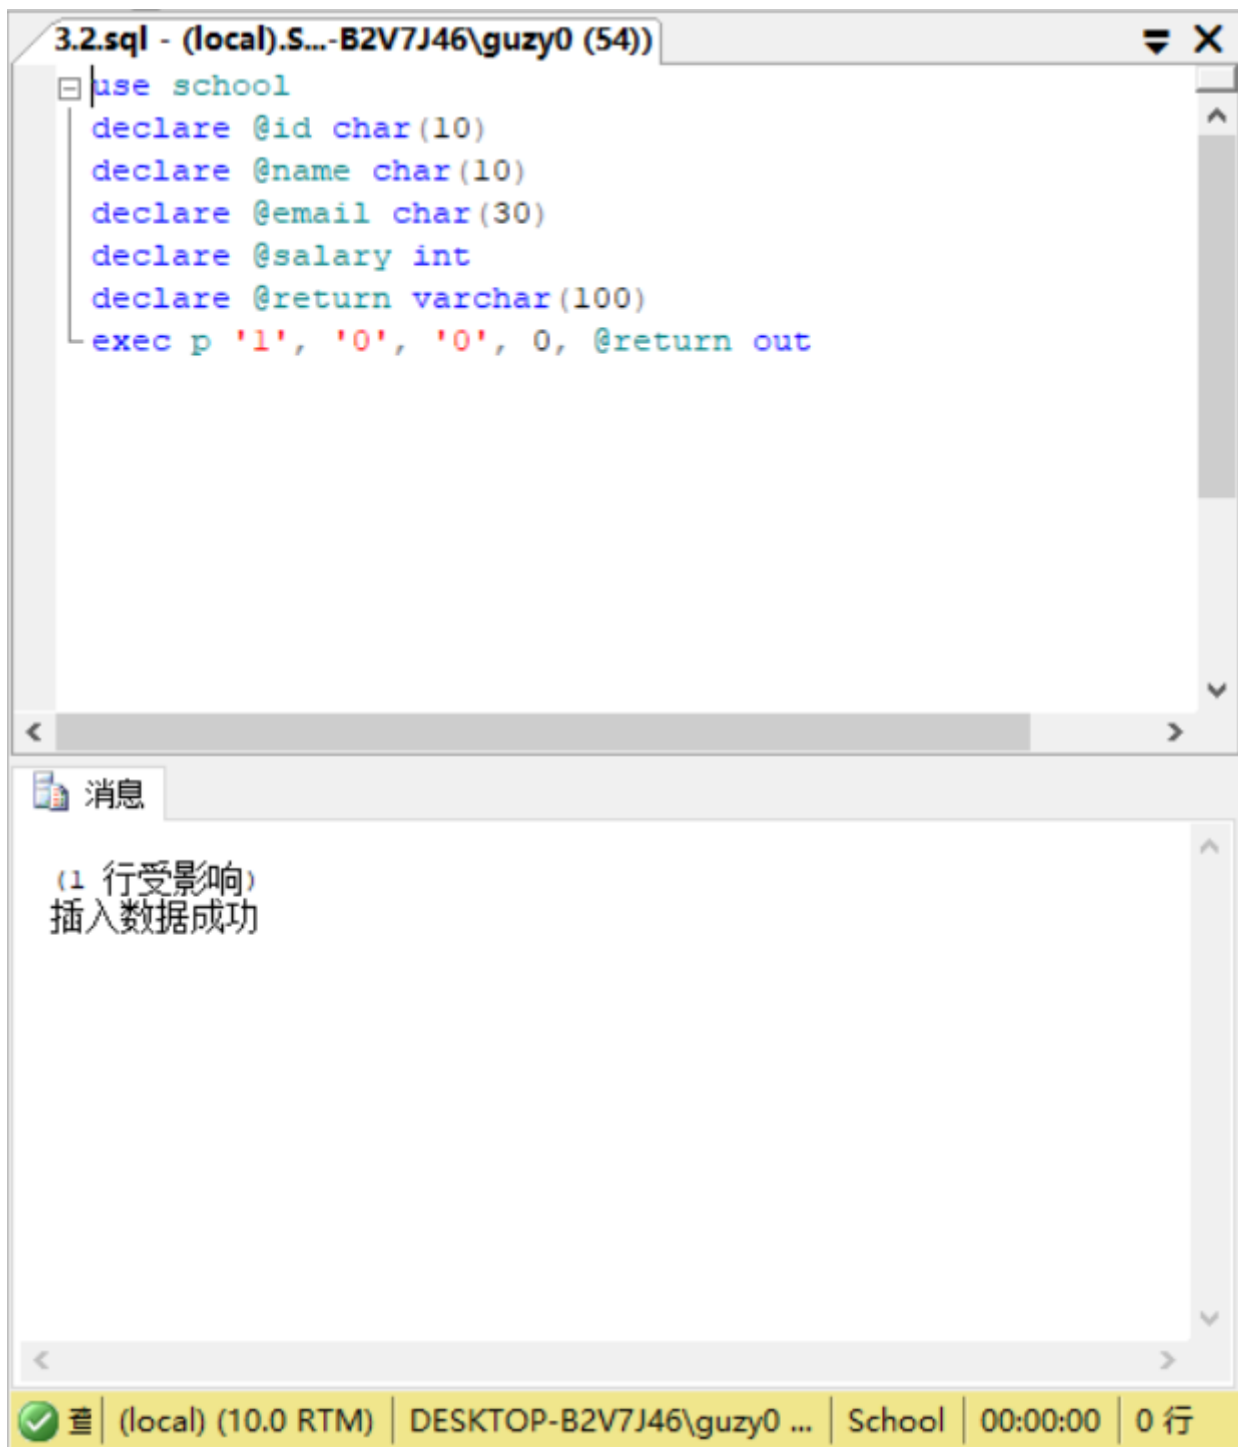 3.2.sql - (local).S...-B2V7J46\guzy0 (54))
use school
declare @id char(10)
declare @name char(10)
declare @email char(30)
declare @salary int
declare @return varchar(100)
exec p '1', '0', '0', 0, @return out
消息
(1 行受影响)
插入数据成功
(local) (10.0 RTM) DESKTOP-B2V7J46\guzy0 ... School 00:00:00 0 行